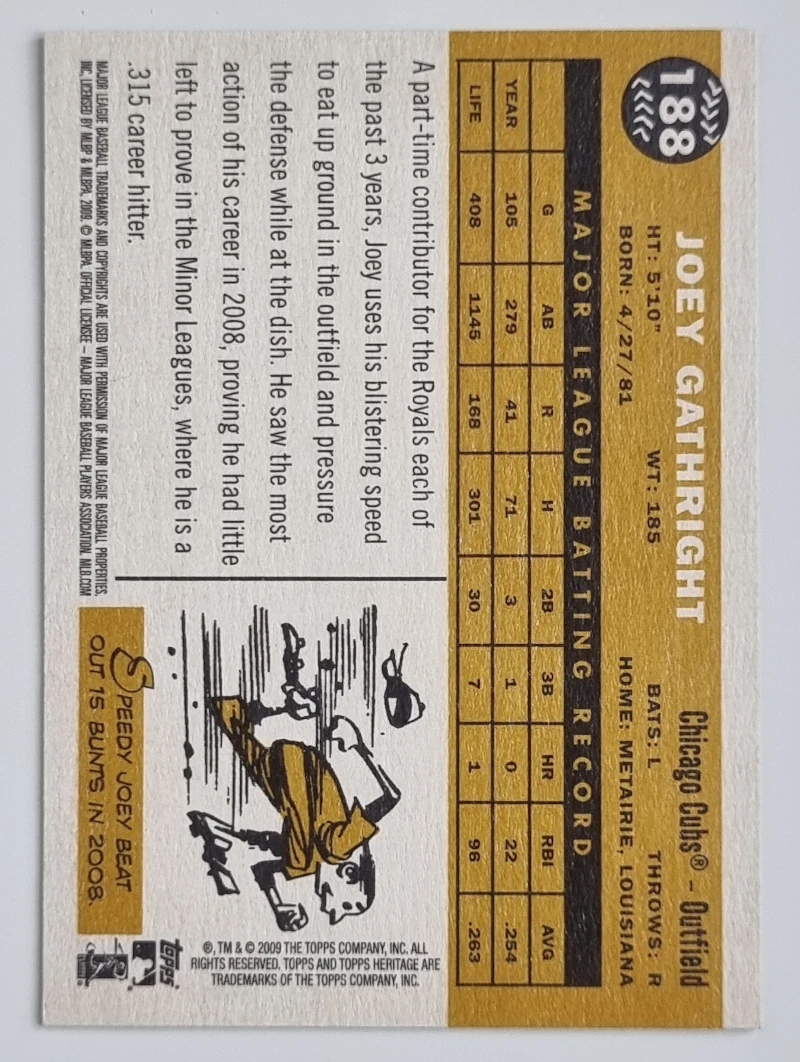 188
JOEY GATHRIGHT
Chicago Cubs® – Outfield
HT: 5'10" WT: 185 BATS: L THROWS: R
BORN: 4/27/81 HOME: METAIRIE, LOUISIANA
MAJOR LEAGUE BATTING RECORD
G AB R H 2B 3B HR RBI AVG
YEAR 105 279 41 71 3 1 0 22 .254
LIFE 408 1145 168 301 30 7 1 96 .263
A part-time contributor for the Royals each of
the past 3 years, Joey uses his blistering speed
to eat up ground in the outfield and pressure
the defense while at the dish. He saw the most
action of his career in 2008, proving he had little
left to prove in the Minor Leagues, where he is a
.315 career hitter.
MAJOR LEAGUE BASEBALL TRADEMARKS AND COPYRIGHTS ARE USED WITH PERMISSION OF MAJOR LEAGUE BASEBALL PROPERTIES,
INC. LICENSED BY MLBP & MLBPA, 2009. © MLBPA. OFFICIAL LICENSEE – MAJOR LEAGUE BASEBALL PLAYERS ASSOCIATION. MLB.COM
SPEEDY JOEY BEAT
OUT 15 BUNTS IN 2008.
®, TM & © 2009 THE TOPPS COMPANY, INC. ALL
RIGHTS RESERVED. TOPPS AND TOPPS HERITAGE ARE
TRADEMARKS OF THE TOPPS COMPANY, INC.
topps